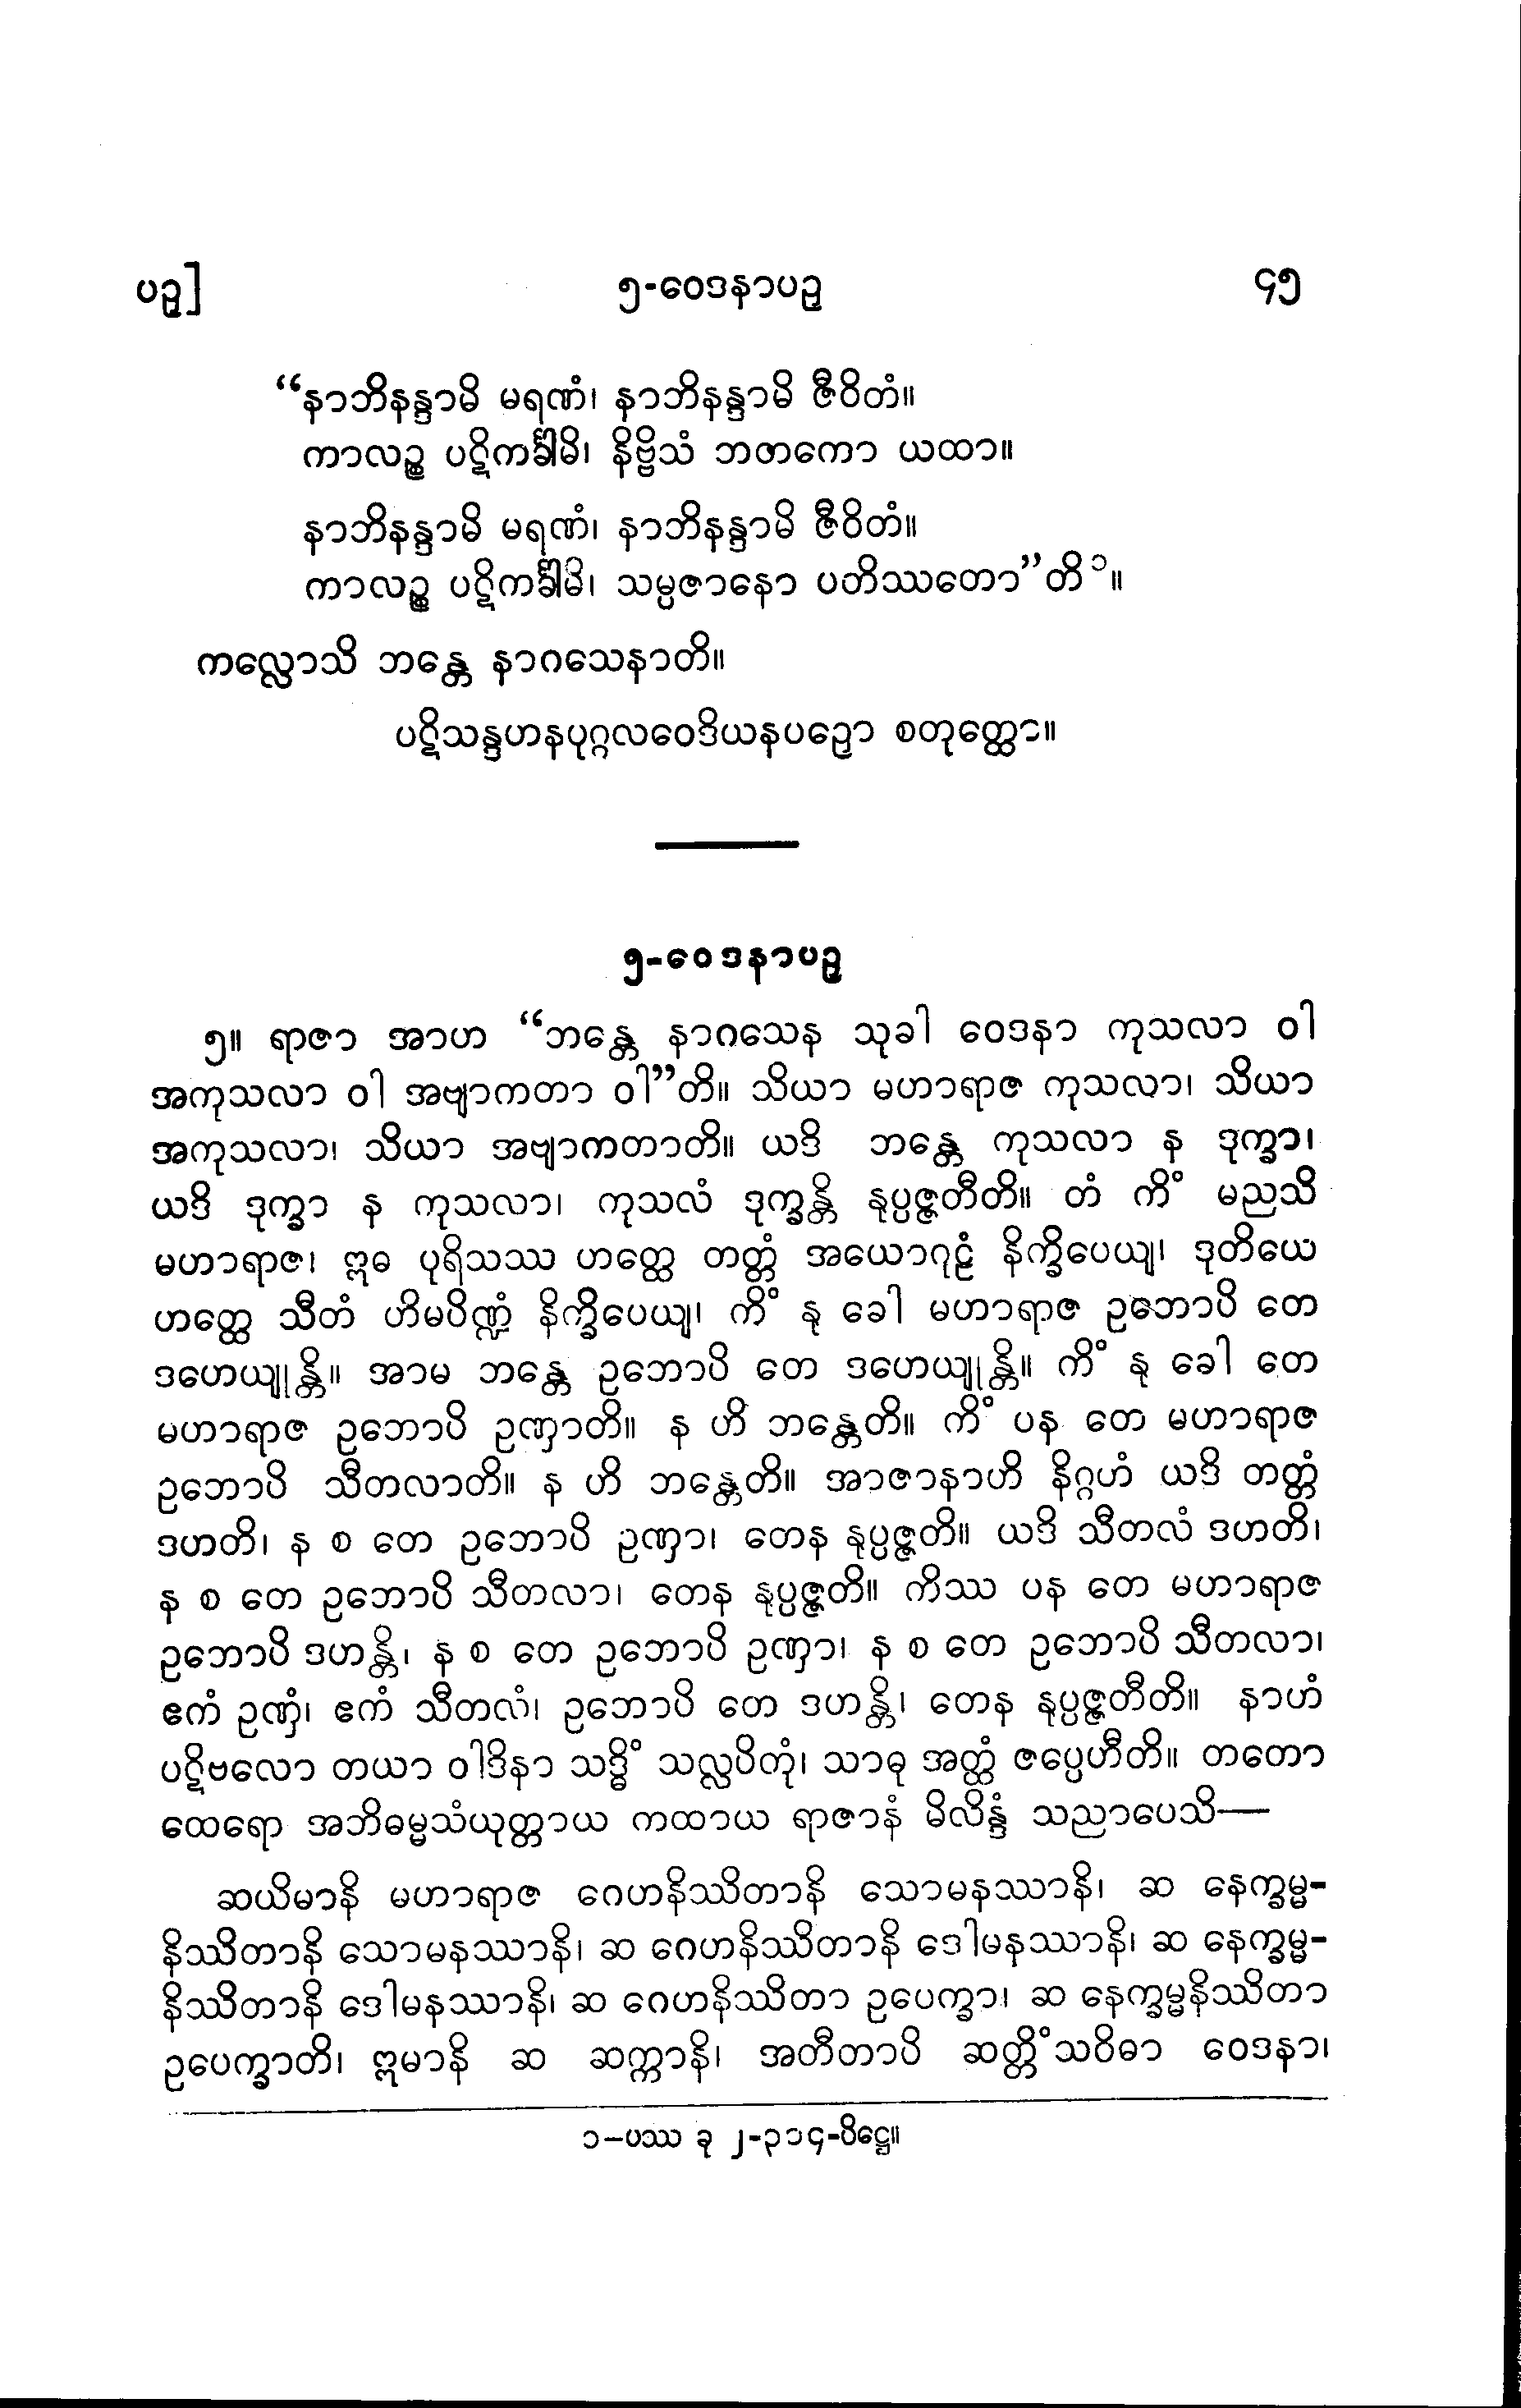 ပဥှ]
၅-ဝေဒနာပဥှ
၄၅
“နာဘိနန္ဒာမိ မရဏံ၊ နာဘိနန္ဒာမိ ဇီဝိတံ။
ကာလဉ္စ ပဋိကင်္ခါမိ၊ နိဗ္ဗိသံ ဘဇာကော ယထာ။
နာဘိနန္ဒာမိ မရဏံ၊ နာဘိနန္ဒာမိ ဇီဝိတံ။
ကာလဉ္စ ပဋိကင်္ခါမိ၊ သမ္ပဇာနော ပတိဿတော”တိ ၁။
ကလ္လောသိ ဘန္တေ နာဂသေနာတိ။
ပဋိသန္ဒဟနပုဂ္ဂလဝေဒိယနပဉှော စတုတ္ထော။
၅-ဝေဒနာပဥှ
၅။ ရာဇာ အာဟ “ဘန္တေ နာဂသေန သုခါ ဝေဒနာ ကုသလာ ဝါ
အကုသလာ ဝါ အဗျာကတာ ဝါ”တိ။ သိယာ မဟာရာဇ ကုသလာ၊ သိယာ
အကုသလာ၊ သိယာ အဗျာကတာတိ။ ယဒိ ဘန္တေ ကုသလာ န ဒုက္ခာ၊
ယဒိ ဒုက္ခာ န ကုသလာ၊ ကုသလံ ဒုက္ခန္တိ နုပ္ပဇ္ဇတီတိ။ တံ ကိံ မညသိ
မဟာရာဇ၊ ဣဓ ပုရိသဿ ဟတ္ထေ တတ္တံ အယောဂုဠံ နိက္ခိပေယျ၊ ဒုတိယေ
ဟတ္ထေ သီတံ ဟိမပိဏ္ဍံ နိက္ခိပေယျ၊ ကိံ နု ခေါ မဟာရာဇ ဥဘောပိ တေ
ဒဟေယျုန္တိ။ အာမ ဘန္တေ ဥဘောပိ တေ ဒဟေယျုန္တိ။ ကိံ နု ခေါ တေ
မဟာရာဇ ဥဘောပိ ဥဏှာတိ။ န ဟိ ဘန္တေတိ။ ကိံ ပန တေ မဟာရာဇ
ဥဘောပိ သီတလာတိ။ န ဟိ ဘန္တေတိ။ အာဇာနာဟိ နိဂ္ဂဟံ ယဒိ တတ္တံ
ဒဟတိ၊ န စ တေ ဥဘောပိ ဥဏှာ၊ တေန နုပ္ပဇ္ဇတိ။ ယဒိ သီတလံ ဒဟတိ၊
န စ တေ ဥဘောပိ သီတလာ၊ တေန နုပ္ပဇ္ဇတိ။ ကိဿ ပန တေ မဟာရာဇ
ဥဘောပိ ဒဟန္တိ၊ န စ တေ ဥဘောပိ ဥဏှာ၊ န စ တေ ဥဘောပိ သီတလာ၊
ဧကံ ဥဏှံ၊ ဧကံ သီတလံ၊ ဥဘောပိ တေ ဒဟန္တိ၊ တေန နုပ္ပဇ္ဇတီတိ။ နာဟံ
ပဋိဗလော တယာ ဝါဒိနာ သဒ္ဓိံ သလ္လပိတုံ၊ သာဓု အတ္ထံ ဇပ္ပေဟီတိ။ တတော
ထေရော အဘိဓမ္မသံယုတ္တာယ ကထာယ ရာဇာနံ မိလိန္ဒံ သညာပေသိ—
ဆယိမာနိ မဟာရာဇ ဂေဟနိဿိတာနိ သောမနဿာနိ၊ ဆ နေက္ခမ္မ-
နိဿိတာနိ သောမနဿာနိ၊ ဆ ဂေဟနိဿိတာနိ ဒေါမနဿာနိ၊ ဆ နေက္ခမ္မ-
နိဿိတာနိ ဒေါမနဿာနိ၊ ဆ ဂေဟနိဿိတာ ဥပေက္ခာ၊ ဆ နေက္ခမ္မနိဿိတာ
ဥပေက္ခာတိ၊ ဣမာနိ ဆ ဆက္ကာနိ၊ အတီတာပိ ဆတ္တိံသဝိဓာ ဝေဒနာ၊
၁–ပဿ ခု ၂-၃၁၄-ပိဋ္ဌေ။